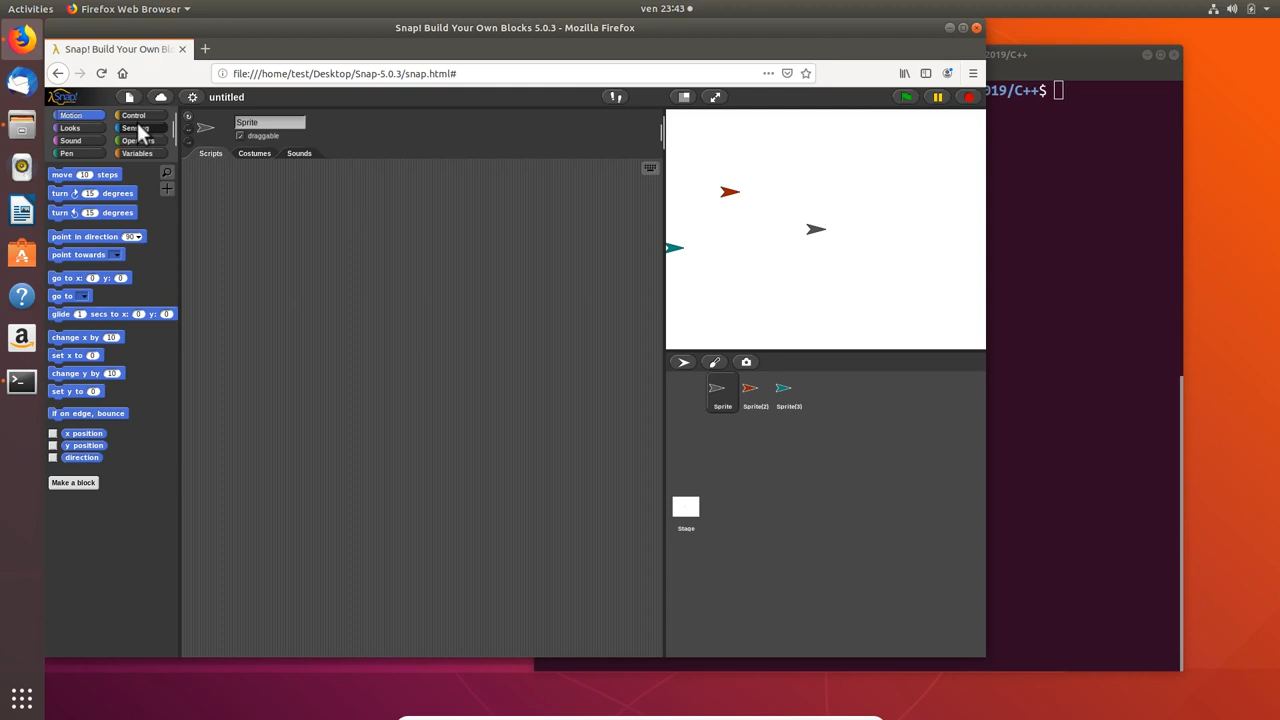 Activities
Firefox Web Browser
ven 23:43
Snap! Build Your Own Blocks 5.0.3 - Mozilla Firefox
2019/C++
Snap! Build Your Own Blo
file:///home/test/Desktop/Snap-5.0.3/snap.html#
019/C++$
Snap!
untitled
Motion
Control
Looks
Sound
Pen
Variables
Sprite
draggable
Scripts
Costumes
Sounds
move 10 steps
turn 15 degrees
turn 15 degrees
point in direction 90
point towards
go to x: 0 y: 0
go to
glide 1 secs to x: 0 y: 0
change x by 10
set x to 0
change y by 10
set y to 0
if on edge, bounce
x position
y position
direction
Make a block
Sprite
Sprite(2)
Sprite(3)
Stage